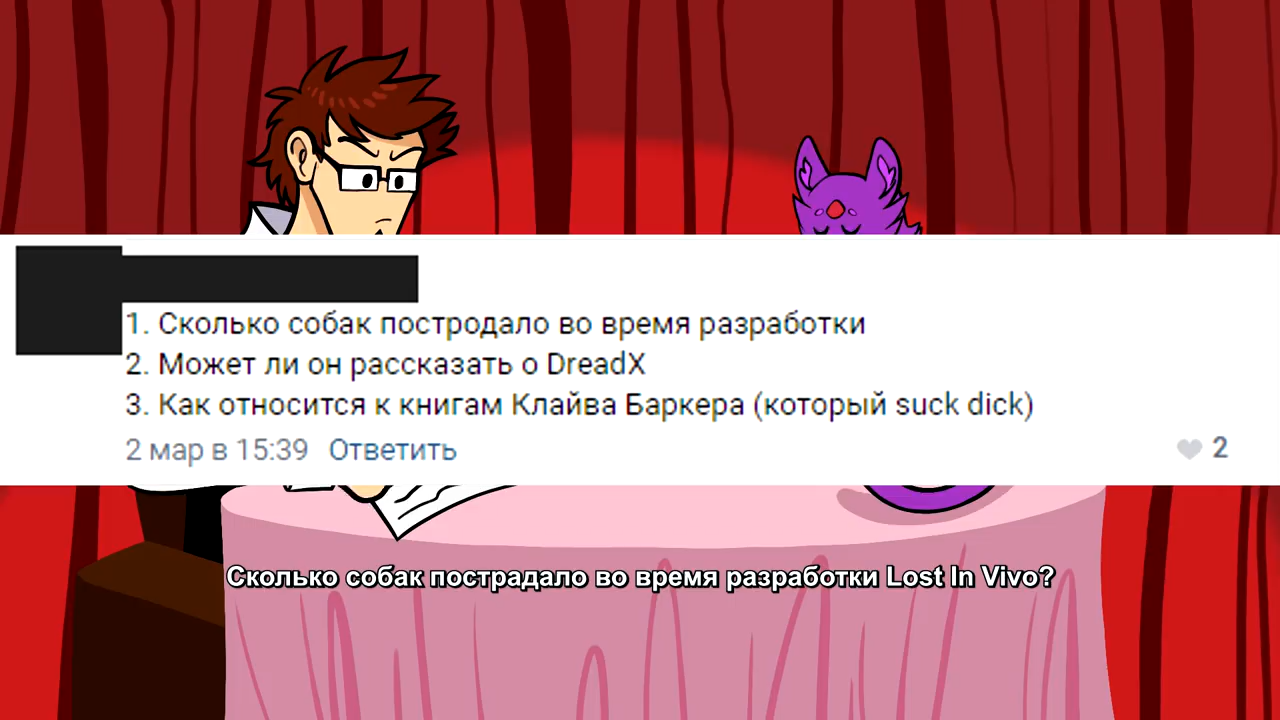 1. Сколько собак постродало во время разработки
2. Может ли он рассказать о DreadX
3. Как относится к книгам Клайва Баркера (который suck dick)
2 мар в 15:39 Ответить 2
Сколько собак пострадало во время разработки Lost In Vivo?